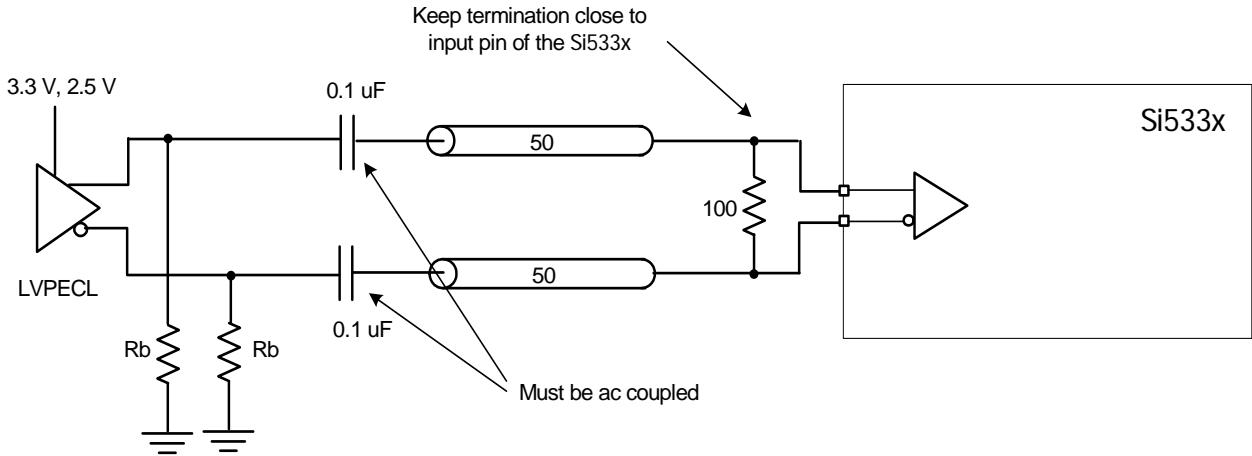 Keep termination close to
input pin of the Si533x
3.3 V, 2.5 V
0.1 uF
Si533x
50
100
50
LVPECL
0.1 uF
Rb
Rb
Must be ac coupled